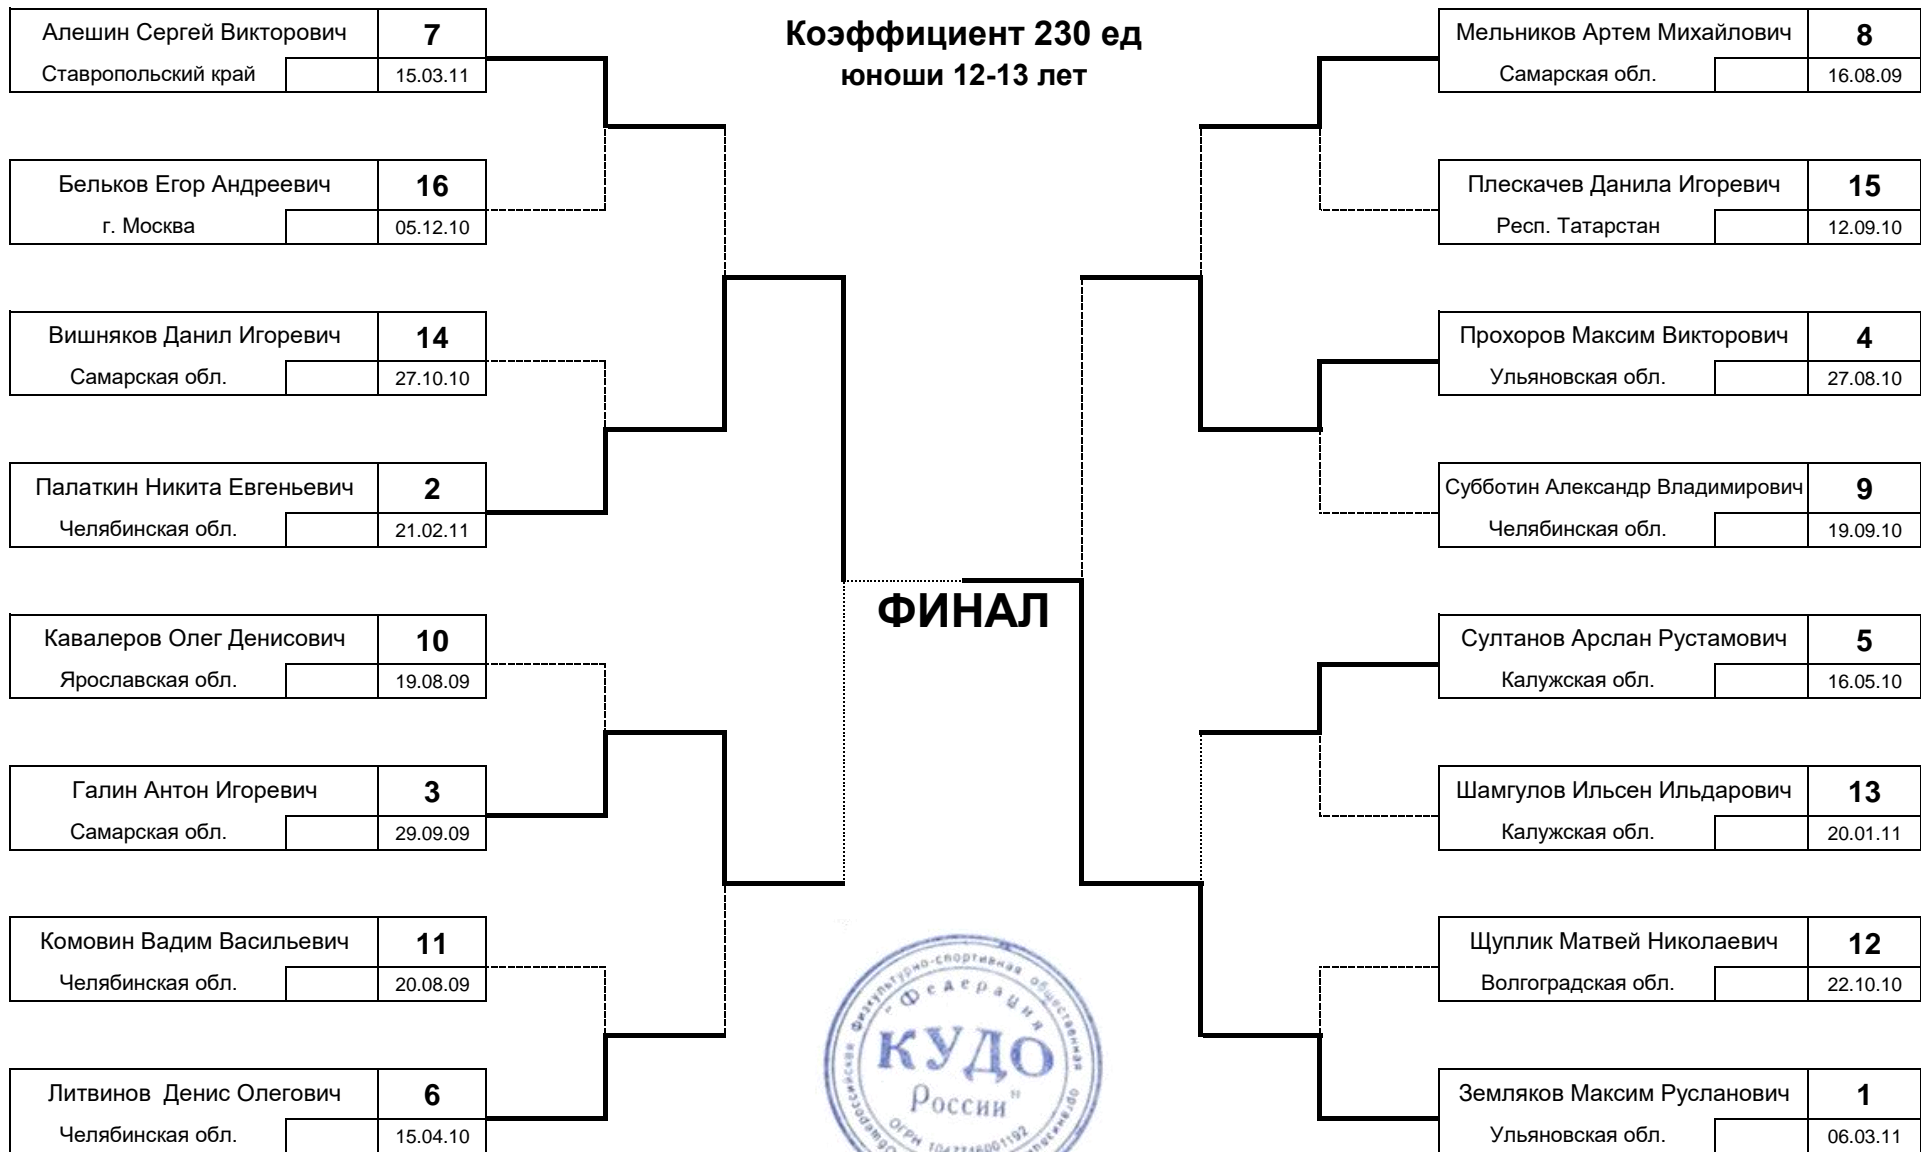 Коэффициент 230 ед
юноши 12-13 лет
Алешин Сергей Викторович 7
Ставропольский край 15.03.11
Бельков Егор Андреевич 16
г. Москва 05.12.10
Вишняков Данил Игоревич 14
Самарская обл. 27.10.10
Палаткин Никита Евгеньевич 2
Челябинская обл. 21.02.11
Кавалеров Олег Денисович 10
Ярославская обл. 19.08.09
Галин Антон Игоревич 3
Самарская обл. 29.09.09
Комовин Вадим Васильевич 11
Челябинская обл. 20.08.09
Литвинов Денис Олегович 6
Челябинская обл. 15.04.10
ФИНАЛ
Мельников Артем Михайлович 8
Самарская обл. 16.08.09
Плескачев Данила Игоревич 15
Респ. Татарстан 12.09.10
Прохоров Максим Викторович 4
Ульяновская обл. 27.08.10
Субботин Александр Владимирович 9
Челябинская обл. 19.09.10
Султанов Арслан Рустамович 5
Калужская обл. 16.05.10
Шамгулов Ильсен Ильдарович 13
Калужская обл. 20.01.11
Щуплик Матвей Николаевич 12
Волгоградская обл. 22.10.10
Земляков Максим Русланович 1
Ульяновская обл. 06.03.11
физкультурно-спортивная общественная
"Федерация
КУДО
России"
ОГРН